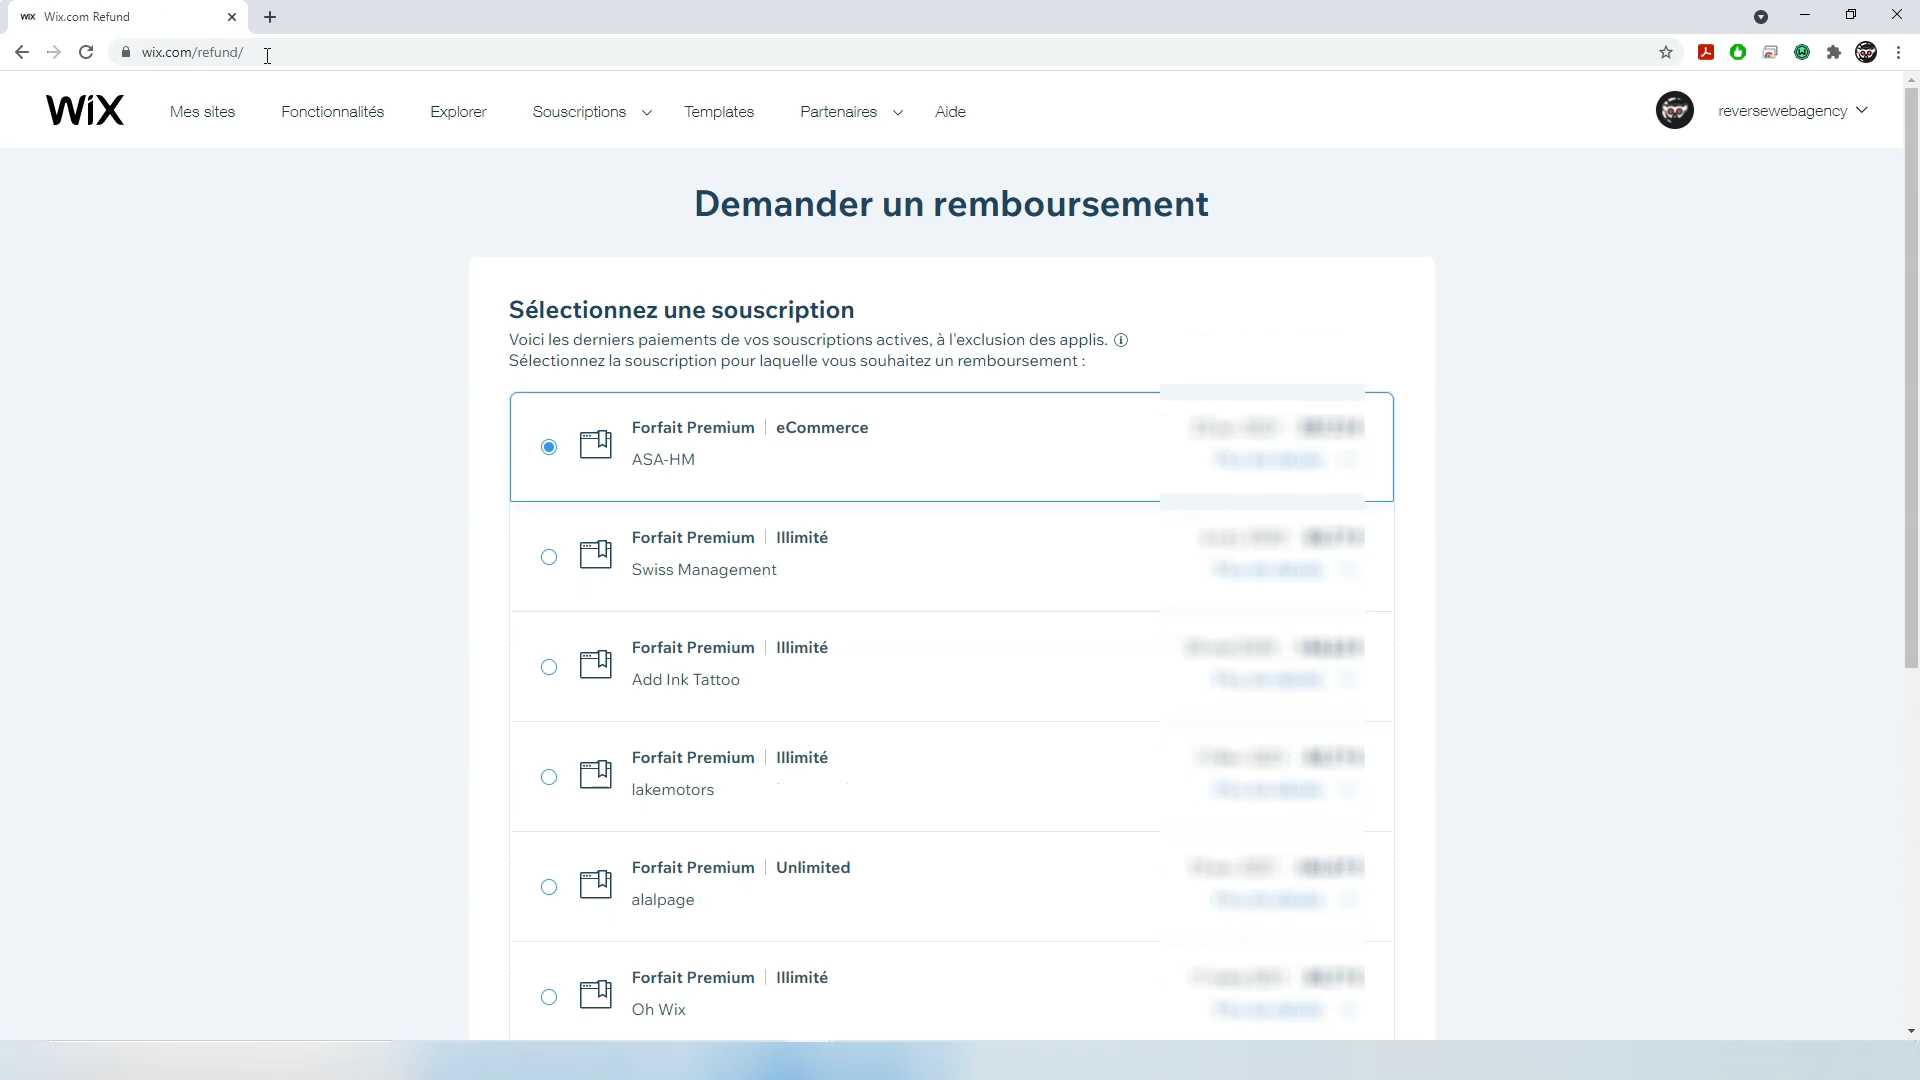 WiX Wix.com Refund
wix.com/refund/
WiX Mes sites Fonctionnalités Explorer Souscriptions Templates Partenaires Aide reversewebagency
Demander un remboursement
Sélectionnez une souscription
Voici les derniers paiements de vos souscriptions actives, à l'exclusion des applis.
Sélectionnez la souscription pour laquelle vous souhaitez un remboursement :
Forfait Premium | eCommerce
ASA-HM
Forfait Premium | Illimité
Swiss Management
Forfait Premium | Illimité
Add Ink Tattoo
Forfait Premium | Illimité
lakemotors
Forfait Premium | Unlimited
alalpage
Forfait Premium | Illimité
Oh Wix